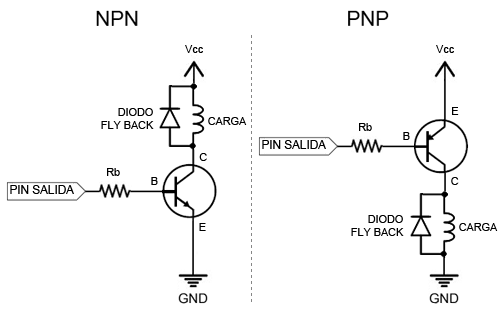 NPN
Vcc
DIODO
FLY BACK
CARGA
C
Rb
PIN SALIDA
B
E
GND
PNP
Vcc
E
Rb
B
PIN SALIDA
C
DIODO
FLY BACK
CARGA
GND